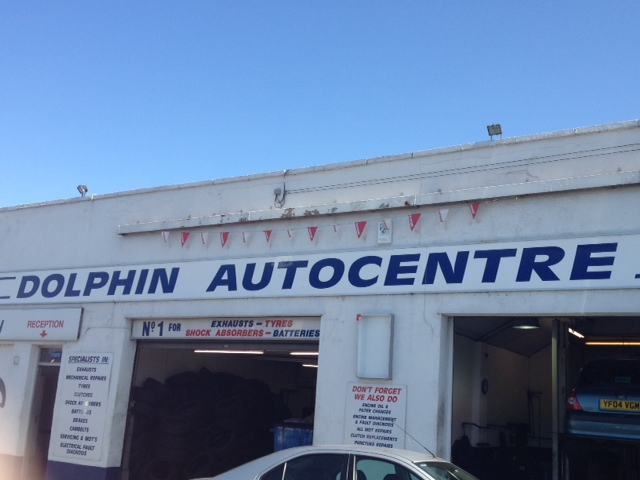 DOLPHIN AUTOCENTRE
RECEPTION
Nº1 FOR EXHAUSTS - TYRES
SHOCK ABSORBERS - BATTERIES
SPECIALISTS IN:
EXHAUSTS
MECHANICAL REPAIRS
TYRES
CLUTCHES
SHOCK ABSORBERS
BATTERIES
BRAKES
CAMBELTS
SERVICING & MOT'S
ELECTRICAL FAULT
DIAGNOSIS
DON'T FORGET
WE ALSO DO
ENGINE OIL &
FILTER CHANGES
ENGINE MANAGEMENT
& FAULT DIAGNOSIS
ALL MOT REPAIRS
CLUTCH REPLACEMENTS
PUNCTURE REPAIRS
YF04 VGM